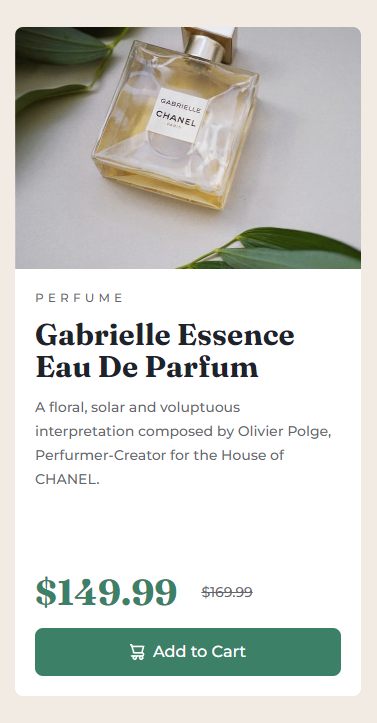 GABRIELLE
CHANEL
PARIS
PERFUME
Gabrielle Essence
Eau De Parfum
A floral, solar and voluptuous
interpretation composed by Olivier Polge,
Perfurmer-Creator for the House of
CHANEL.
$149.99 $169.99
Add to Cart